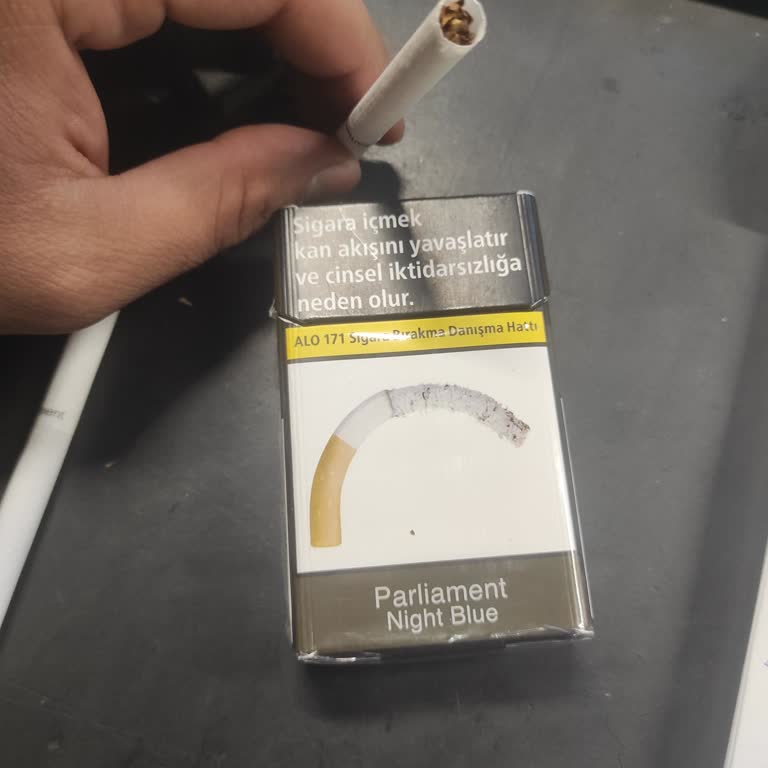 Sigara içmek
kan akışını yavaşlatır
ve cinsel iktidarsızlığa
neden olur.
ALO 171 Sigara Bırakma Danışma Hattı
Parliament
Night Blue